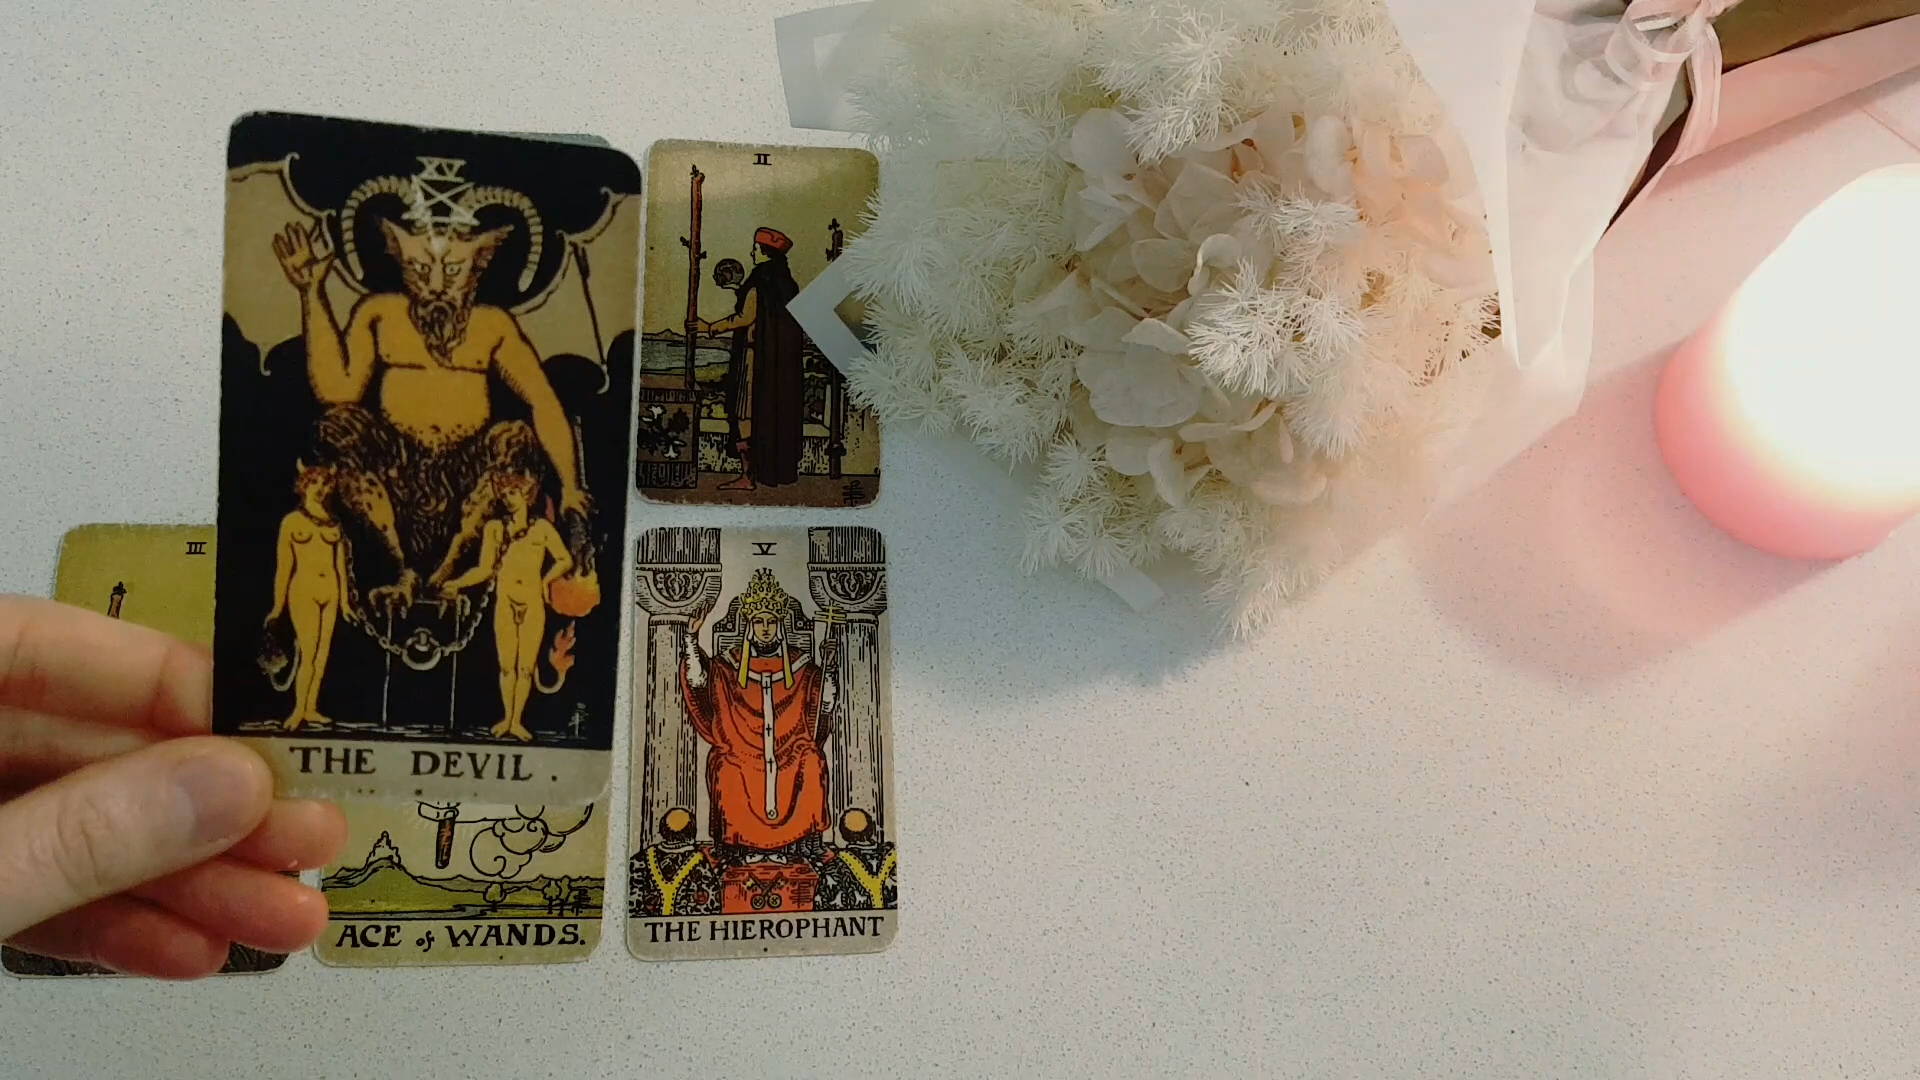 XV
THE DEVIL.
II
III
V
ACE of WANDS.
THE HIEROPHANT